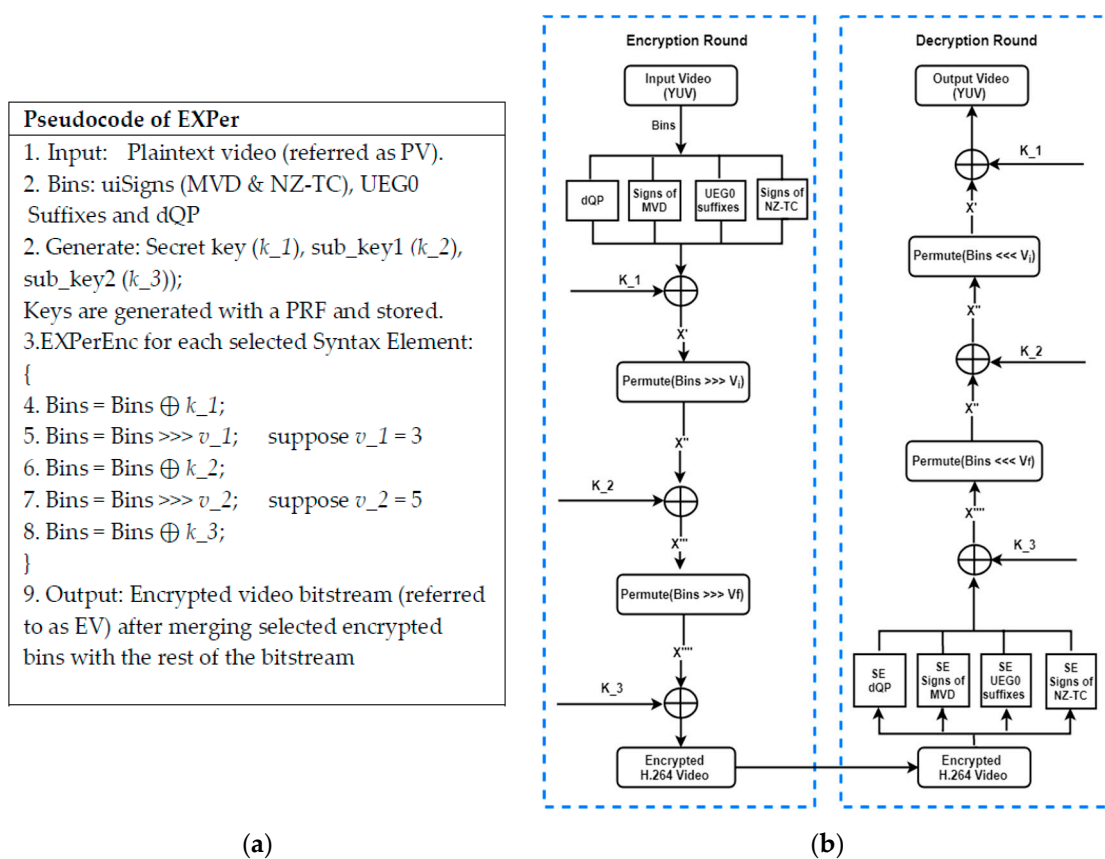 Pseudocode of EXPer
1. Input:   Plaintext video (referred as PV).
2. Bins: uiSigns (MVD & NZ-TC), UEG0
Suffixes and dQP
2. Generate: Secret key (k_1), sub_key1 (k_2),
sub_key2 (k_3));
Keys are generated with a PRF and stored.
3.EXPerEnc for each selected Syntax Element:
{
4. Bins = Bins ⊕ k_1;
5. Bins = Bins >>> v_1;    suppose v_1 = 3
6. Bins = Bins ⊕ k_2;
7. Bins = Bins >>> v_2;    suppose v_2 = 5
8. Bins = Bins ⊕ k_3;
}
9. Output: Encrypted video bitstream (referred
to as EV) after merging selected encrypted
bins with the rest of the bitstream
(a)
Encryption Round
Input Video
(YUV)
Bins
dQP
Signs of
MVD
UEG0
suffixes
Signs of
NZ-TC
K_1
X'
Permute(Bins >>> Vi)
X''
K_2
X'''
Permute(Bins >>> Vf)
X''''
K_3
Encrypted
H.264 Video
Decryption Round
Output Video
(YUV)
K_1
X'
Permute(Bins <<< Vi)
X''
K_2
X''
Permute(Bins <<< Vf)
X''''
K_3
SE
dQP
SE
Signs of
MVD
SE
UEG0
suffixes
SE
Signs of
NZ-TC
Encrypted
H.264 Video
(b)